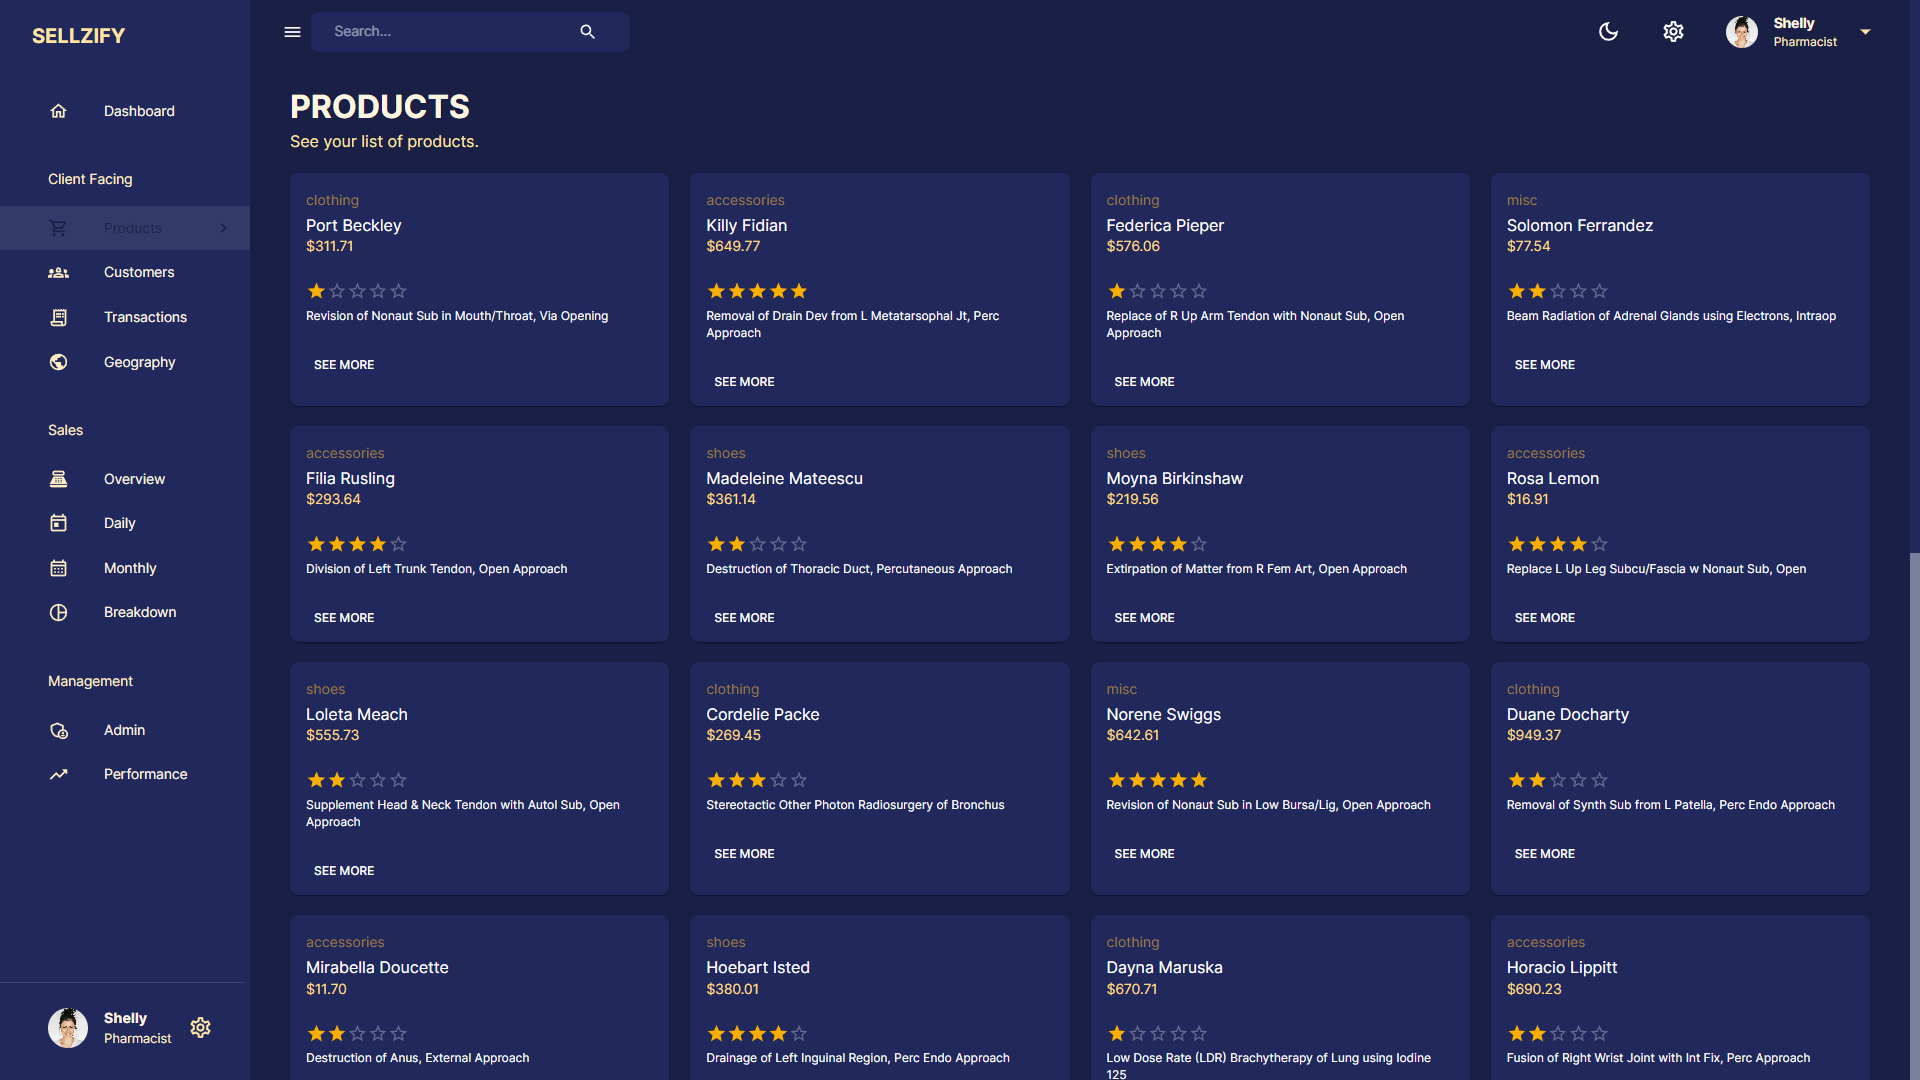 SELLZIFY
Dashboard
Client Facing
Products
Customers
Transactions
Geography
Sales
Overview
Daily
Monthly
Breakdown
Management
Admin
Performance
Shelly
Pharmacist
Search...
Shelly
Pharmacist
PRODUCTS
See your list of products.
clothing
Port Beckley
$311.71
Revision of Nonaut Sub in Mouth/Throat, Via Opening
SEE MORE
accessories
Killy Fidian
$649.77
Removal of Drain Dev from L Metatarsophal Jt, Perc
Approach
SEE MORE
clothing
Federica Pieper
$576.06
Replace of R Up Arm Tendon with Nonaut Sub, Open
Approach
SEE MORE
misc
Solomon Ferrandez
$77.54
Beam Radiation of Adrenal Glands using Electrons, Intraop
SEE MORE
accessories
Filia Rusling
$293.64
Division of Left Trunk Tendon, Open Approach
SEE MORE
shoes
Madeleine Mateescu
$361.14
Destruction of Thoracic Duct, Percutaneous Approach
SEE MORE
shoes
Moyna Birkinshaw
$219.56
Extirpation of Matter from R Fem Art, Open Approach
SEE MORE
accessories
Rosa Lemon
$16.91
Replace L Up Leg Subcu/Fascia w Nonaut Sub, Open
SEE MORE
shoes
Loleta Meach
$555.73
Supplement Head & Neck Tendon with Autol Sub, Open
Approach
SEE MORE
clothing
Cordelie Packe
$269.45
Stereotactic Other Photon Radiosurgery of Bronchus
SEE MORE
misc
Norene Swiggs
$642.61
Revision of Nonaut Sub in Low Bursa/Lig, Open Approach
SEE MORE
clothing
Duane Docharty
$949.37
Removal of Synth Sub from L Patella, Perc Endo Approach
SEE MORE
accessories
Mirabella Doucette
$11.70
Destruction of Anus, External Approach
shoes
Hoebart Isted
$380.01
Drainage of Left Inguinal Region, Perc Endo Approach
clothing
Dayna Maruska
$670.71
Low Dose Rate (LDR) Brachytherapy of Lung using Iodine
125
accessories
Horacio Lippitt
$690.23
Fusion of Right Wrist Joint with Int Fix, Perc Approach